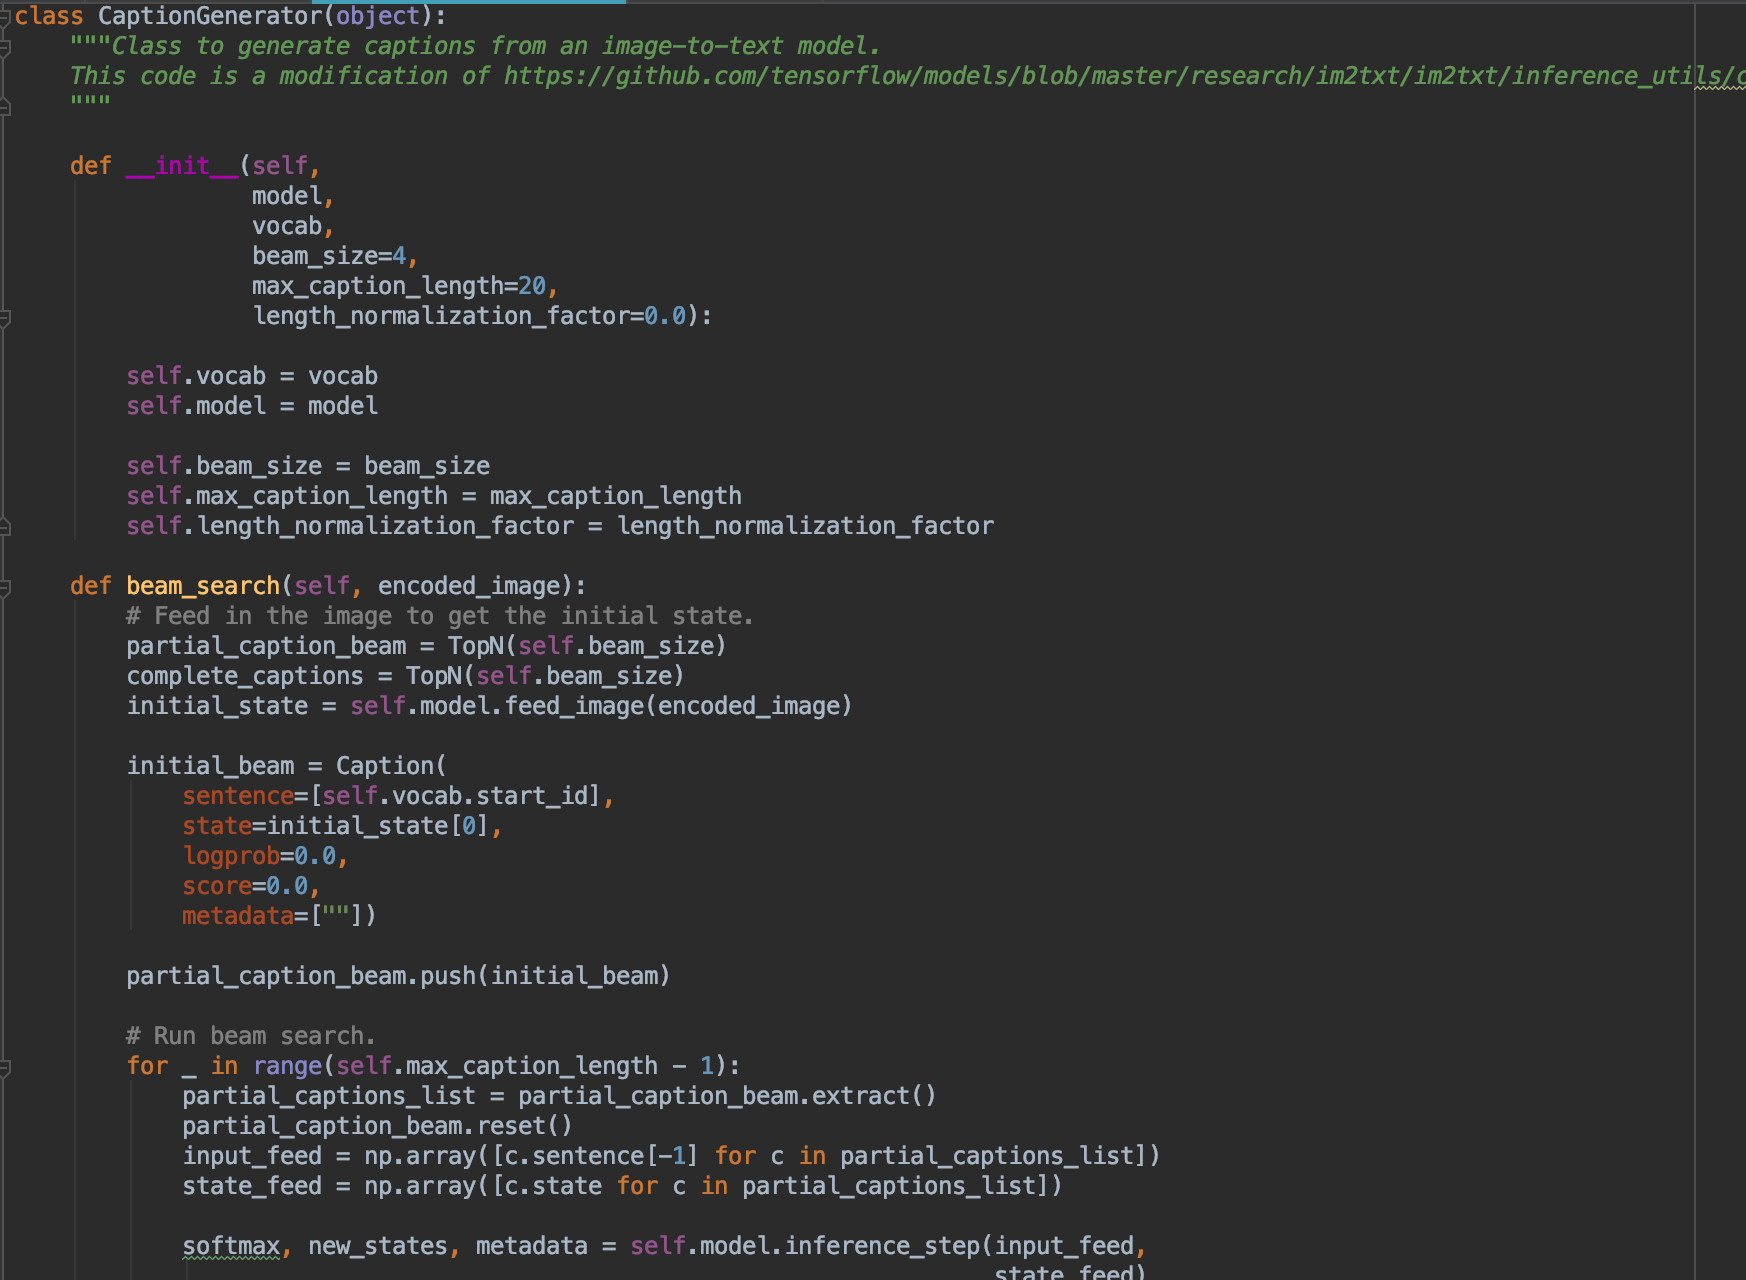 class CaptionGenerator(object):
    """Class to generate captions from an image-to-text model.
    This code is a modification of https://github.com/tensorflow/models/blob/master/research/im2txt/im2txt/inference_utils/c
    """

    def __init__(self,
                 model,
                 vocab,
                 beam_size=4,
                 max_caption_length=20,
                 length_normalization_factor=0.0):

        self.vocab = vocab
        self.model = model

        self.beam_size = beam_size
        self.max_caption_length = max_caption_length
        self.length_normalization_factor = length_normalization_factor

    def beam_search(self, encoded_image):
        # Feed in the image to get the initial state.
        partial_caption_beam = TopN(self.beam_size)
        complete_captions = TopN(self.beam_size)
        initial_state = self.model.feed_image(encoded_image)

        initial_beam = Caption(
            sentence=[self.vocab.start_id],
            state=initial_state[0],
            logprob=0.0,
            score=0.0,
            metadata=[""])

        partial_caption_beam.push(initial_beam)

        # Run beam search.
        for _ in range(self.max_caption_length - 1):
            partial_captions_list = partial_caption_beam.extract()
            partial_caption_beam.reset()
            input_feed = np.array([c.sentence[-1] for c in partial_captions_list])
            state_feed = np.array([c.state for c in partial_captions_list])

            softmax, new_states, metadata = self.model.inference_step(input_feed,
                                                                      state_feed)